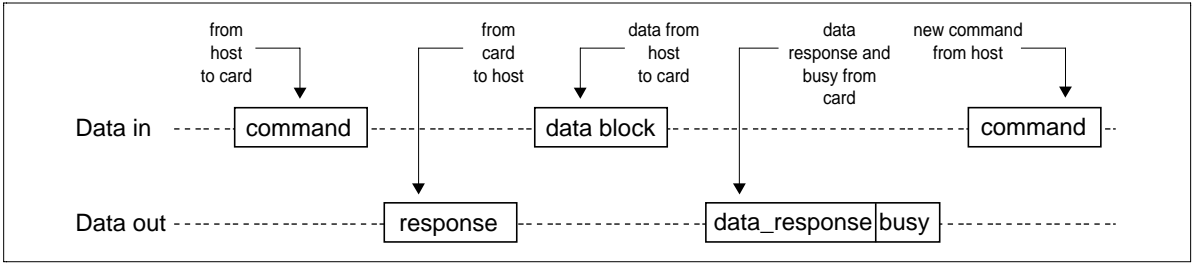 from
host
to card
from
card
to host
data from
host
to card
data
response and
busy from
card
new command
from host
Data in
command
data block
command
Data out
response
data_response
busy